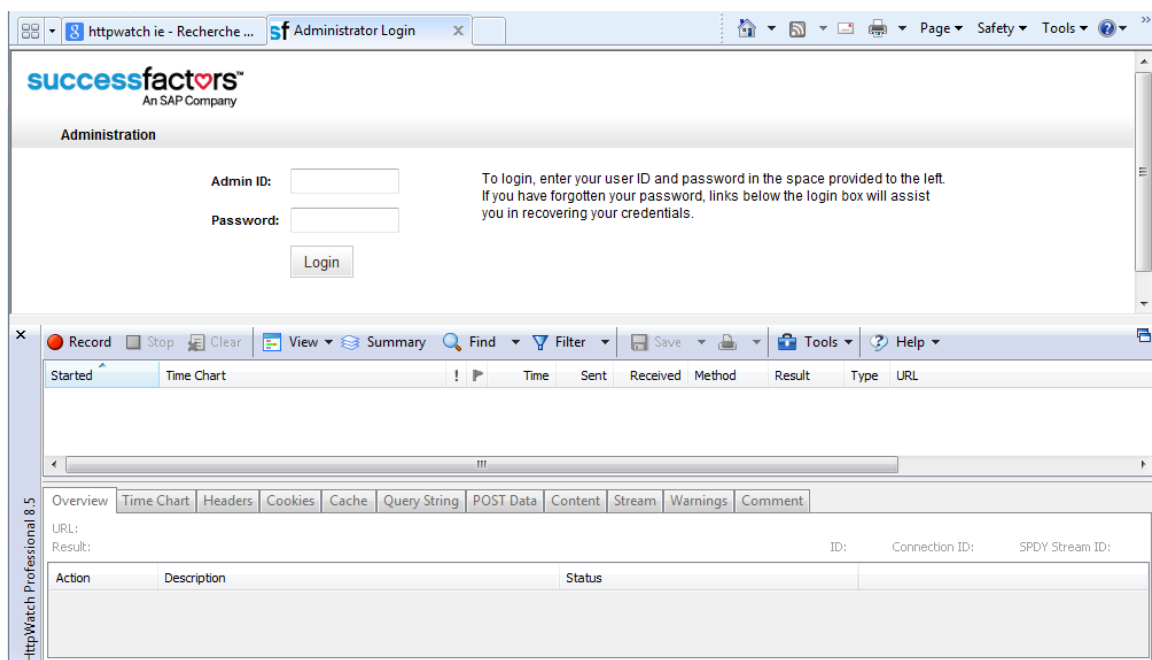 httpwatch ie - Recherche ...
sf Administrator Login x
Page Safety Tools
successfactors™
An SAP Company
Administration
Admin ID:
To login, enter your user ID and password in the space provided to the left.
If you have forgotten your password, links below the login box will assist
you in recovering your credentials.
Password:
Login
Record Stop Clear View Summary Find Filter Save Tools Help
Started Time Chart ! Time Sent Received Method Result Type URL
Overview Time Chart Headers Cookies Cache Query String POST Data Content Stream Warnings Comment
URL:
Result: ID: Connection ID: SPDY Stream ID:
Action Description Status
HttpWatch Professional 8.5